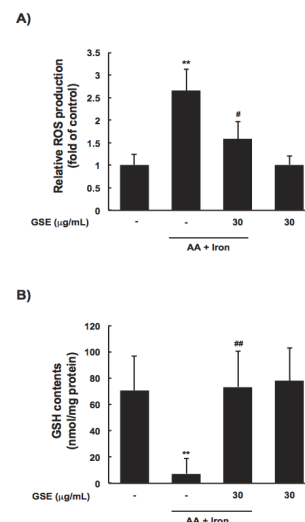 A)
Relative ROS production
(fold of control)
3.5
3
2.5
2
1.5
1
0.5
0
**
#
GSE (μg/mL) - - 30 30
AA + Iron
B)
GSH contents
(nmol/mg protein)
120
100
80
60
40
20
0
**
##
GSE (μg/mL) - - 30 30
AA + Iron